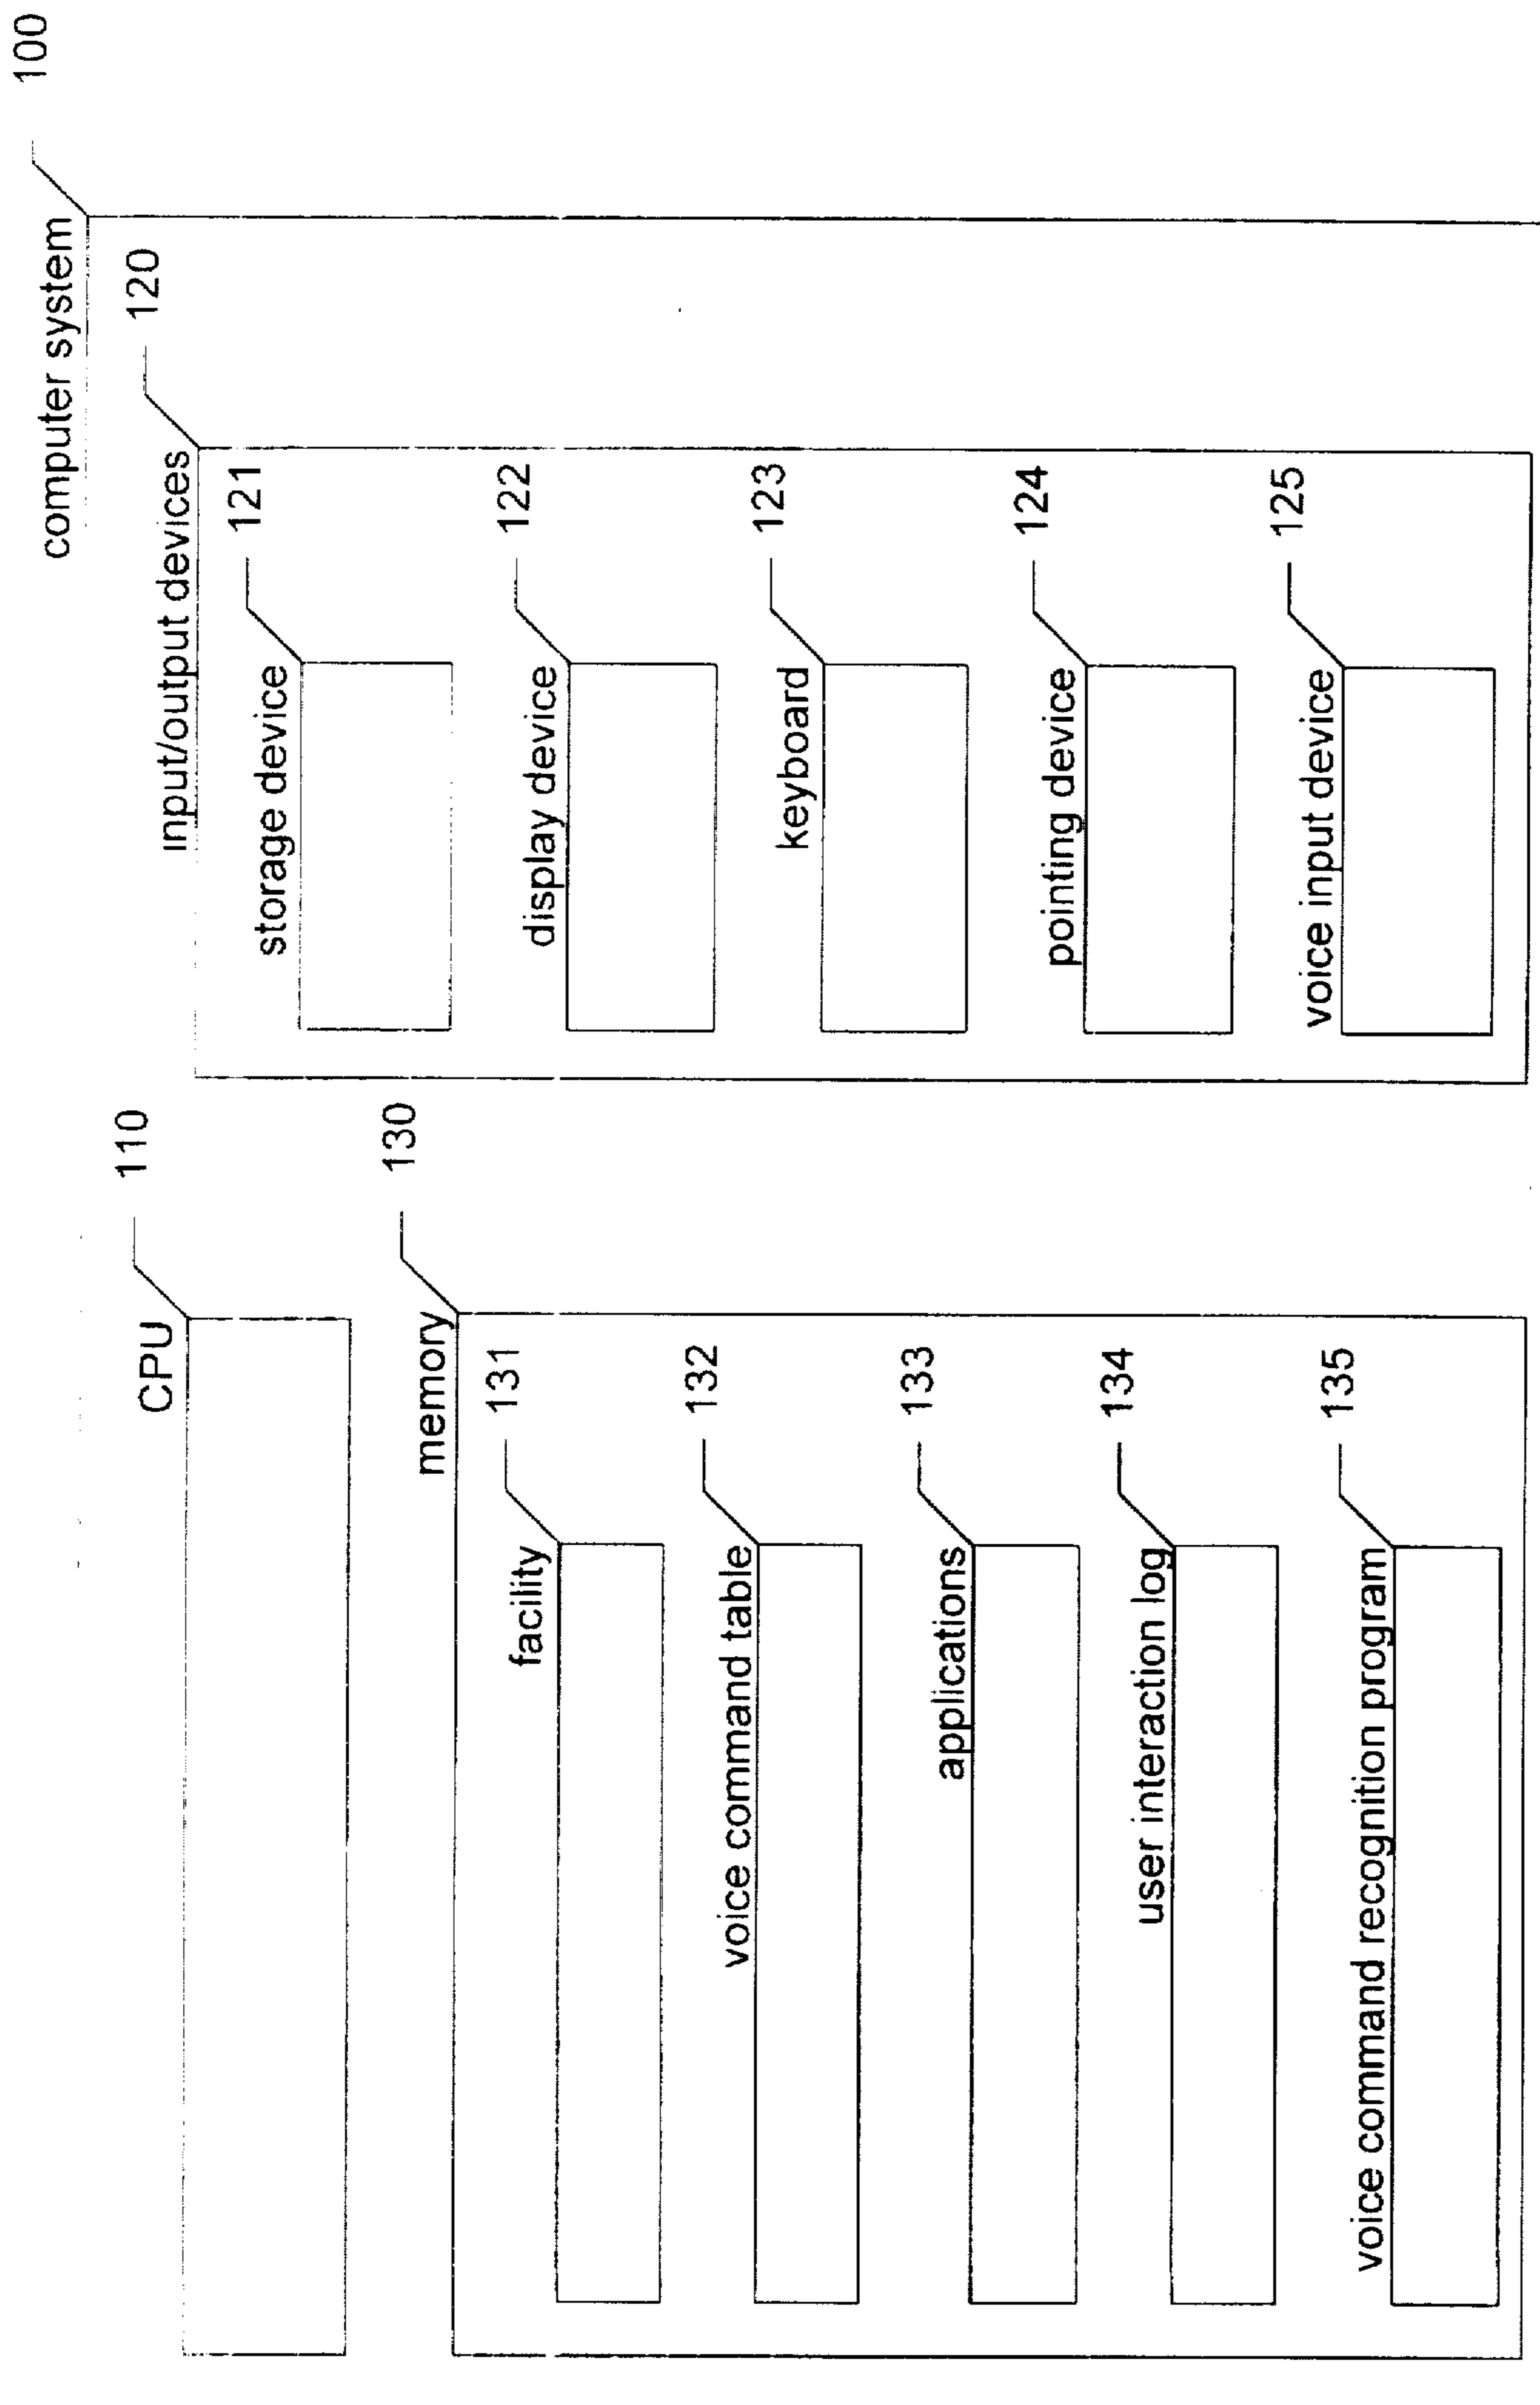 100
computer system
110
CPU
120
input/output devices
121
storage device
122
display device
123
keyboard
124
pointing device
125
voice input device
130
memory
131
facility
132
voice command table
133
applications
134
user interaction log
135
voice command recognition program